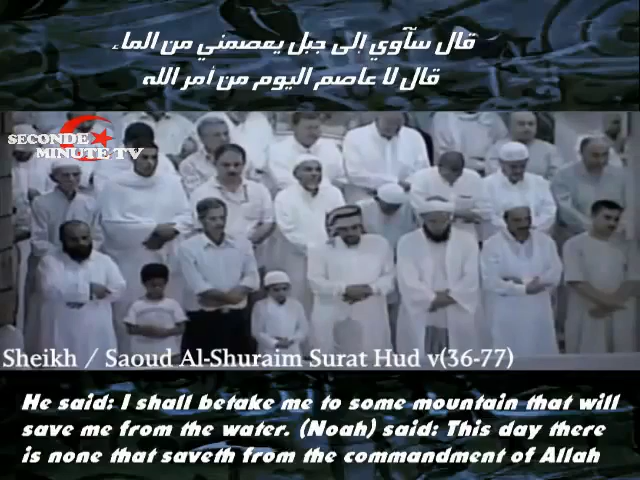 قال سآوي إلى جبل يعصمني من الماء
قال لا عاصم اليوم من أمر الله
SECONDE
MINUTE TV
Sheikh / Saoud Al-Shuraim Surat Hud v(36-77)
He said: I shall betake me to some mountain that will
save me from the water. (Noah) said: This day there
is none that saveth from the commandment of Allah